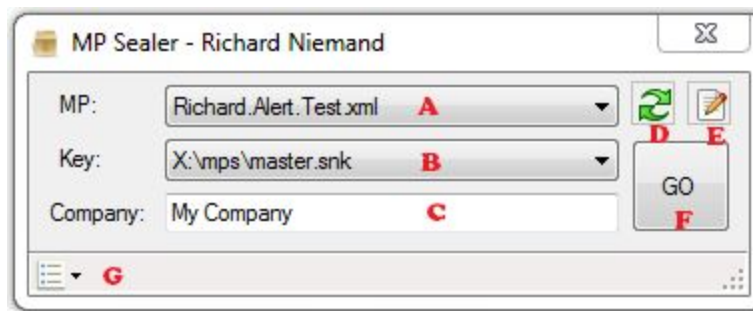 MP Sealer - Richard Niemand
MP: Richard.Alert.Test.xml A
D E
Key: X:\mps\master.snk B
GO
Company: My Company C F
G